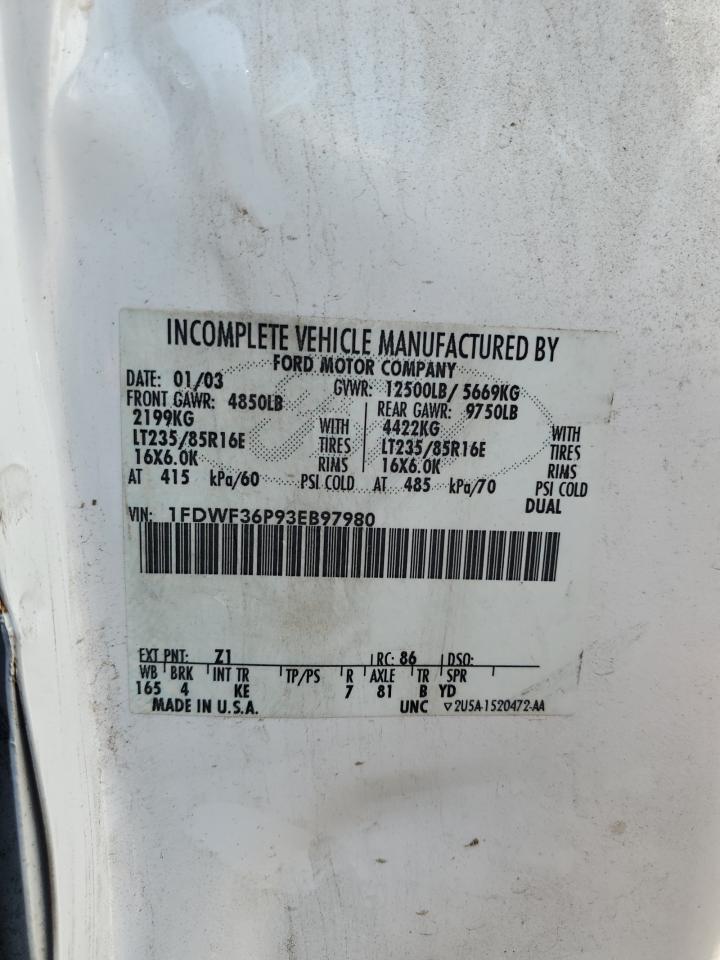 INCOMPLETE VEHICLE MANUFACTURED BY
FORD MOTOR COMPANY
DATE: 01/03 GVWR: 12500LB/ 5669KG
FRONT GAWR: 4850LB REAR GAWR: 9750LB
2199KG WITH 4422KG WITH
LT235/85R16E TIRES LT235/85R16E TIRES
16X6.0K RIMS 16X6.0K RIMS
AT 415 kPa/60 PSI COLD AT 485 kPa/70 PSI COLD
DUAL
VIN: 1FDWF36P93EB97980
EXT PNT: Z1 RC: 86 DSO:
WB BRK INT TR TP/PS R AXLE TR SPR
165 4 KE 7 81 B YD
MADE IN U.S.A. UNC ▽2U5A-1520472-AA